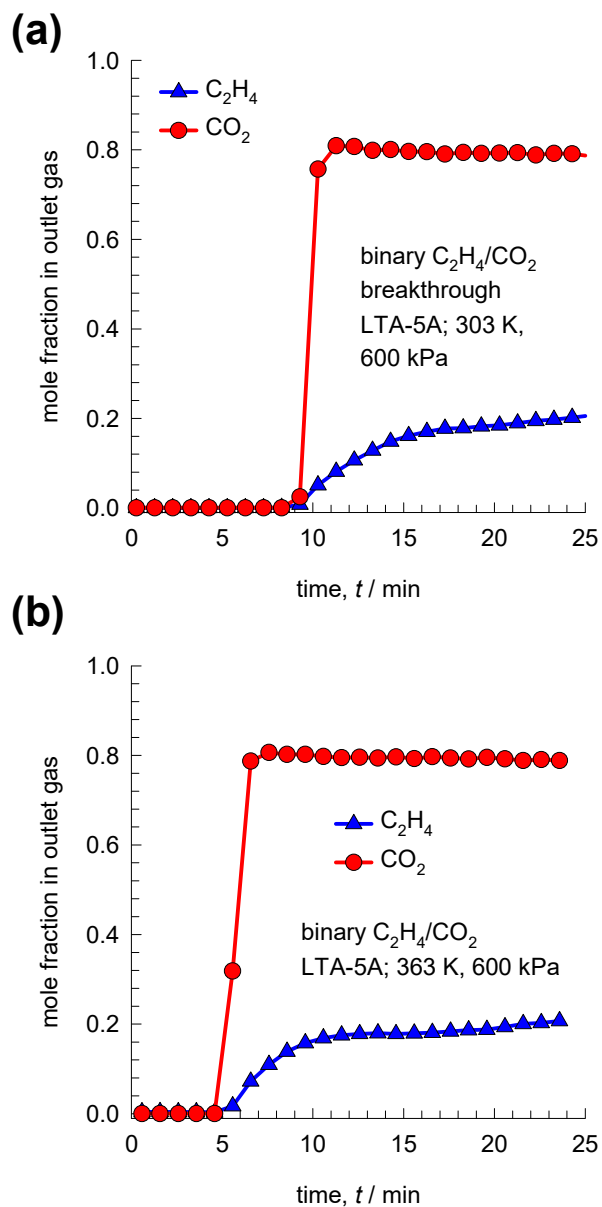 (a)
1.0
0.8
0.6
0.4
0.2
0.0
mole fraction in outlet gas
C₂H₄
CO₂
binary C₂H₄/CO₂
breakthrough
LTA-5A; 303 K,
600 kPa
0 5 10 15 20 25
time, t / min
(b)
1.0
0.8
0.6
0.4
0.2
0.0
mole fraction in outlet gas
C₂H₄
CO₂
binary C₂H₄/CO₂
LTA-5A; 363 K, 600 kPa
0 5 10 15 20 25
time, t / min